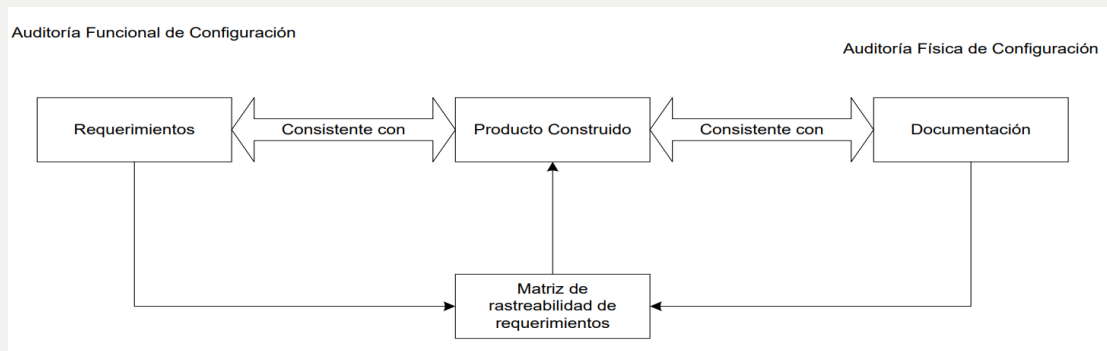 Auditoría Funcional de Configuración
Auditoría Física de Configuración
Requerimientos
Consistente con
Producto Construido
Consistente con
Documentación
Matriz de
rastreabilidad de
requerimientos